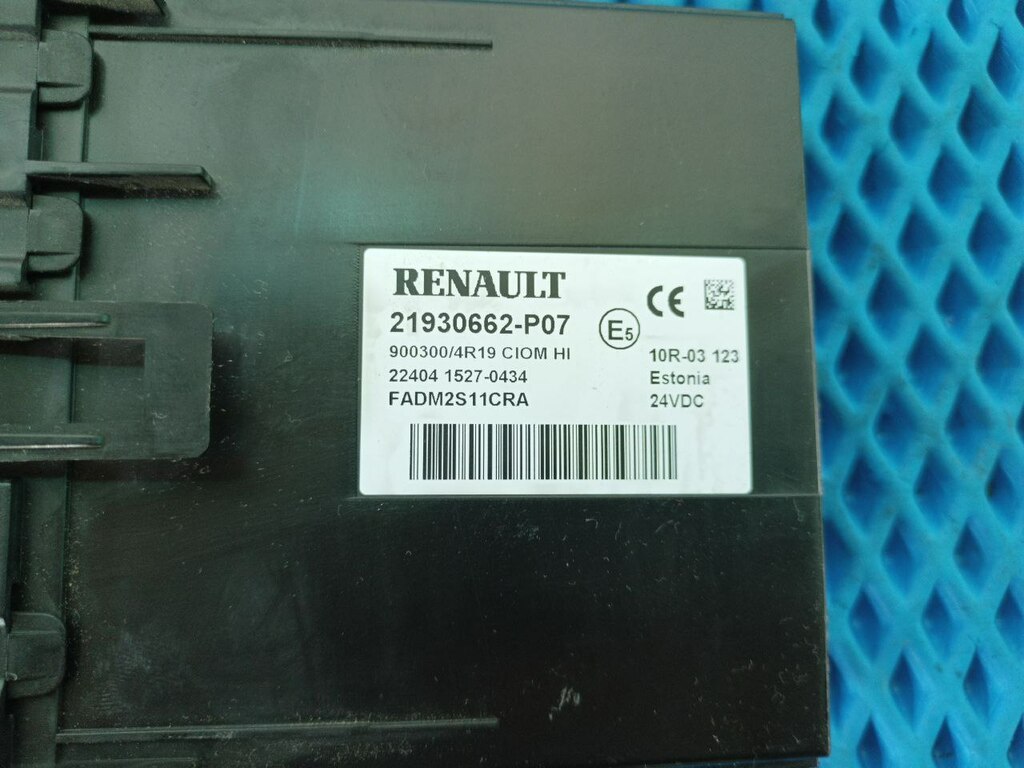 RENAULT
21930662-P07
900300/4R19 CIOM HI
22404 1527-0434
FADM2S11CRA
E5
CE
10R-03 123
Estonia
24VDC